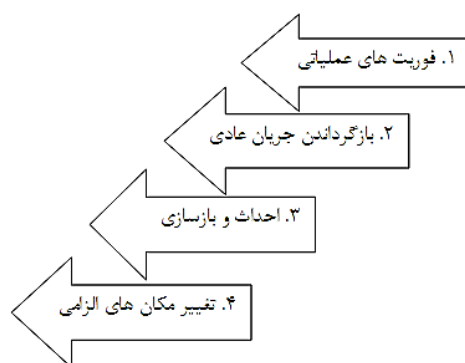 ۱. فوریت های عملیاتی
۲. بازگرداندن جریان عادی
۳. احداث و بازسازی
۴. تغییر مکان های الزامی